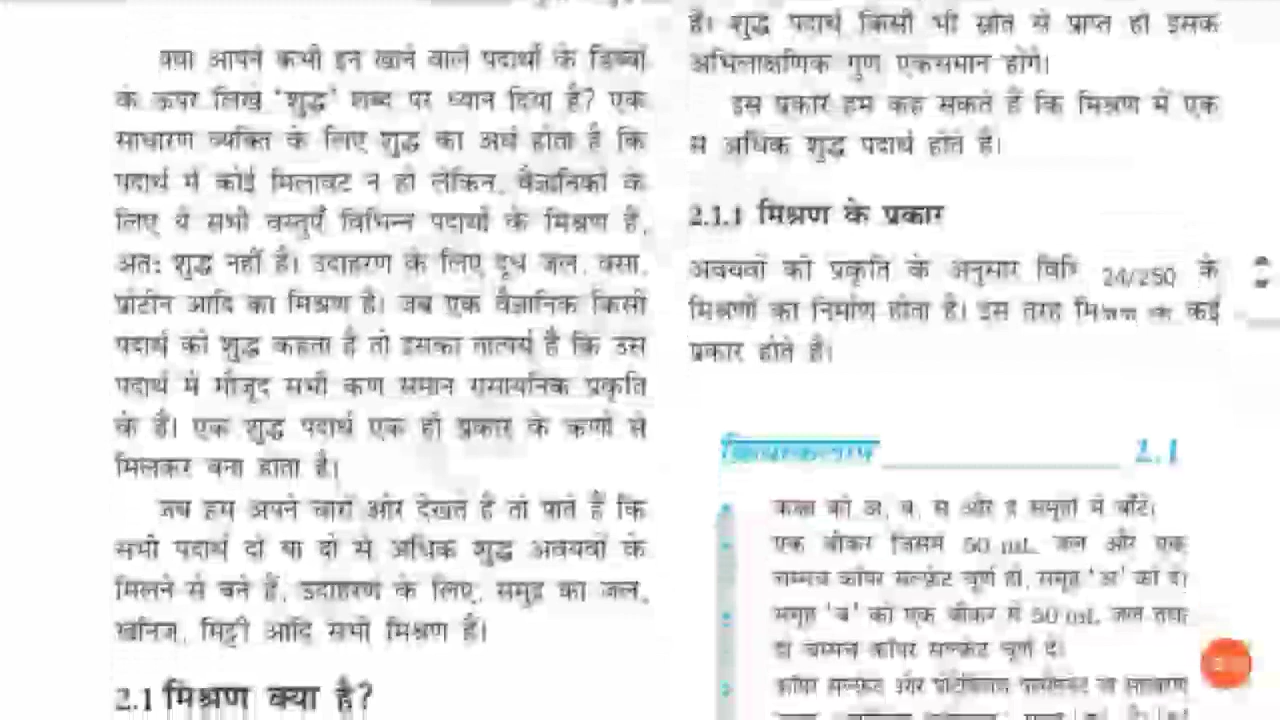 क्या आपने कभी इन खाने वाले पदार्थों के डिब्बों
के ऊपर लिखे 'शुद्ध' शब्द पर ध्यान दिया है? एक
साधारण व्यक्ति के लिए शुद्ध का अर्थ होता है कि
पदार्थ में कोई मिलावट न हो लेकिन, वैज्ञानिकों के
लिए ये सभी वस्तुएँ विभिन्न पदार्थों के मिश्रण हैं,
अतः शुद्ध नहीं है। उदाहरण के लिए दूध जल, वसा,
प्रोटीन आदि का मिश्रण है। जब एक वैज्ञानिक किसी
पदार्थ को शुद्ध कहता है तो इसका तात्पर्य है कि उस
पदार्थ में मौजूद सभी कण समान रासायनिक प्रकृति
के हैं। एक शुद्ध पदार्थ एक ही प्रकार के कणों से
मिलकर बना होता है।
जब हम अपने चारों ओर देखते हैं तो पाते हैं कि
सभी पदार्थ दो या दो से अधिक शुद्ध अवयवों के
मिलने से बने हैं, उदाहरण के लिए, समुद्र का जल,
खनिज, मिट्टी आदि सभी मिश्रण हैं।
2.1 मिश्रण क्या है?
है। शुद्ध पदार्थ किसी भी स्रोत से प्राप्त हो इसके
अभिलाक्षणिक गुण एकसमान होंगे।
इस प्रकार हम कह सकते हैं कि मिश्रण में एक
से अधिक शुद्ध पदार्थ होते हैं।
2.1.1 मिश्रण के प्रकार
अवयवों की प्रकृति के अनुसार के
24/250
मिश्रणों का निर्माण होता है। इस तरह कई
प्रकार होते हैं।
क्रियाकलाप 2.1
कक्षा को अ, ब, स और द समूहों में बाँटें।
एक बीकर जिसमें 50 mL जल और एक
चम्मच कॉपर सल्फ़ेट चूर्ण हो, समूह 'अ' को दें।
समूह 'ब' को एक बीकर में 50 mL जल तथा
दो चम्मच कॉपर सल्फ़ेट चूर्ण दें।
कॉपर सल्फ़ेट और